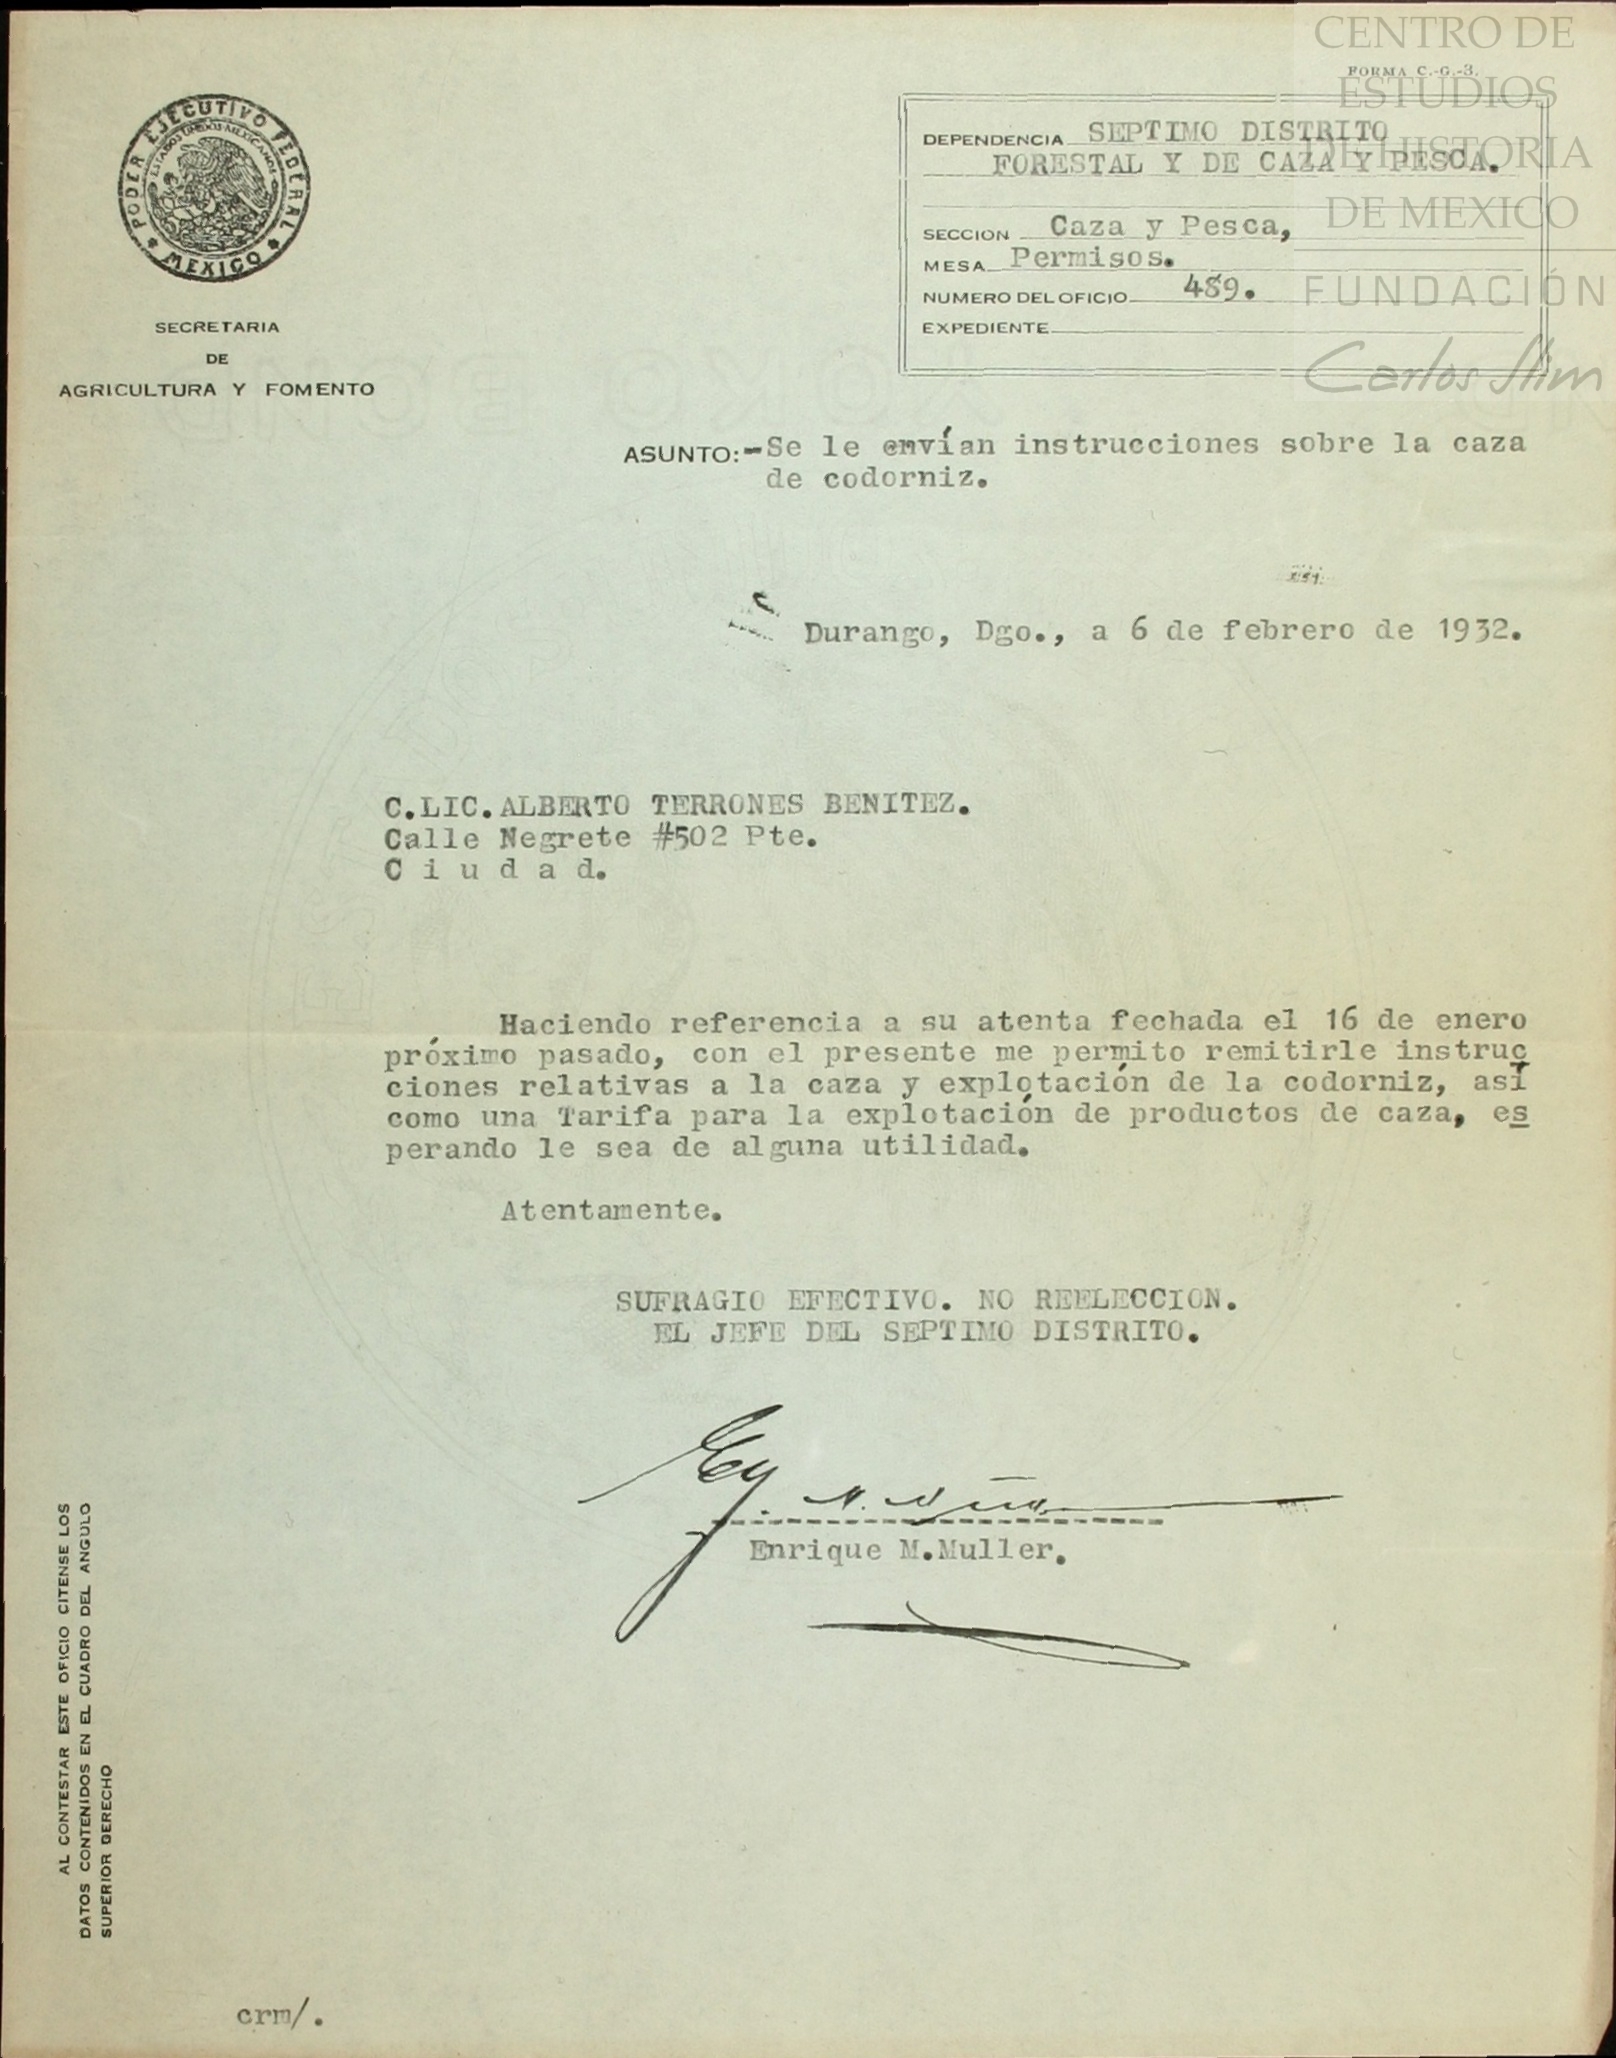 CENTRO DE
ESTUDIOS
DE HISTORIA
DE MEXICO
FUNDACIÓN
Carlos Slim
FORMA C.-G.-3.
PODER EJECUTIVO FEDERAL
ESTADOS UNIDOS MEXICANOS
MEXICO
SECRETARIA
DE
AGRICULTURA Y FOMENTO
DEPENDENCIA SEPTIMO DISTRITO
FORESTAL Y DE CAZA Y PESCA.
SECCION Caza y Pesca,
MESA Permisos.
NUMERO DEL OFICIO 489.
EXPEDIENTE
ASUNTO:-Se le envían instrucciones sobre la caza
de codorniz.
Durango, Dgo., a 6 de febrero de 1932.
C.LIC.ALBERTO TERRONES BENITEZ.
Calle Negrete #502 Pte.
C i u d a d.
Haciendo referencia a su atenta fechada el 16 de enero
próximo pasado, con el presente me permito remitirle instruc
ciones relativas a la caza y explotación de la codorniz, así
como una Tarifa para la explotación de productos de caza, es
perando le sea de alguna utilidad.
Atentamente.
SUFRAGIO EFECTIVO. NO REELECCION.
EL JEFE DEL SEPTIMO DISTRITO.
Enrique M.Muller.
AL CONTESTAR ESTE OFICIO CITENSE LOS
DATOS CONTENIDOS EN EL CUADRO DEL ANGULO
SUPERIOR DERECHO
crm/.